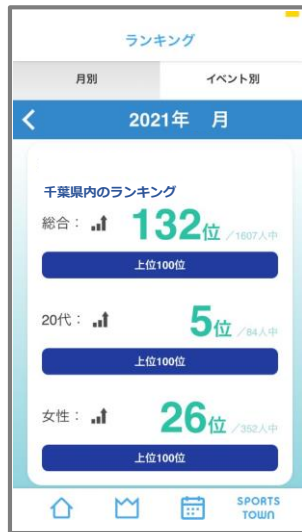 ランキング
月別 イベント別
2021年 月
千葉県内のランキング
総合： 132位 ／1607人中
上位100位
20代： 5位 ／84人中
上位100位
女性： 26位 ／352人中
上位100位
SPORTS
TOWN